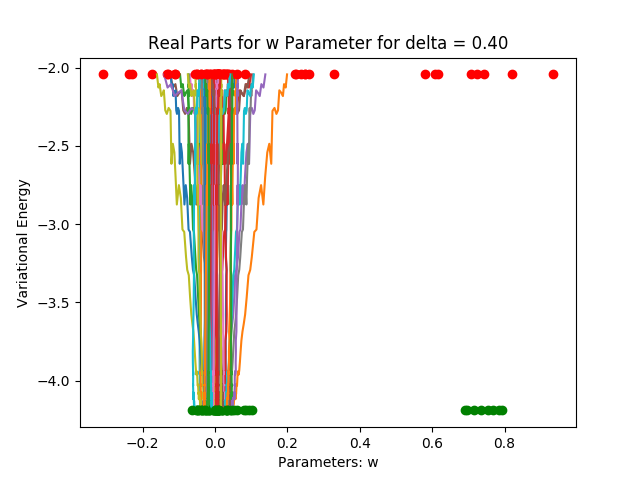 Real Parts for w Parameter for delta = 0.40
−2.0
−2.5
−3.0
−3.5
−4.0
Variational Energy
−0.2 0.0 0.2 0.4 0.6 0.8
Parameters: w